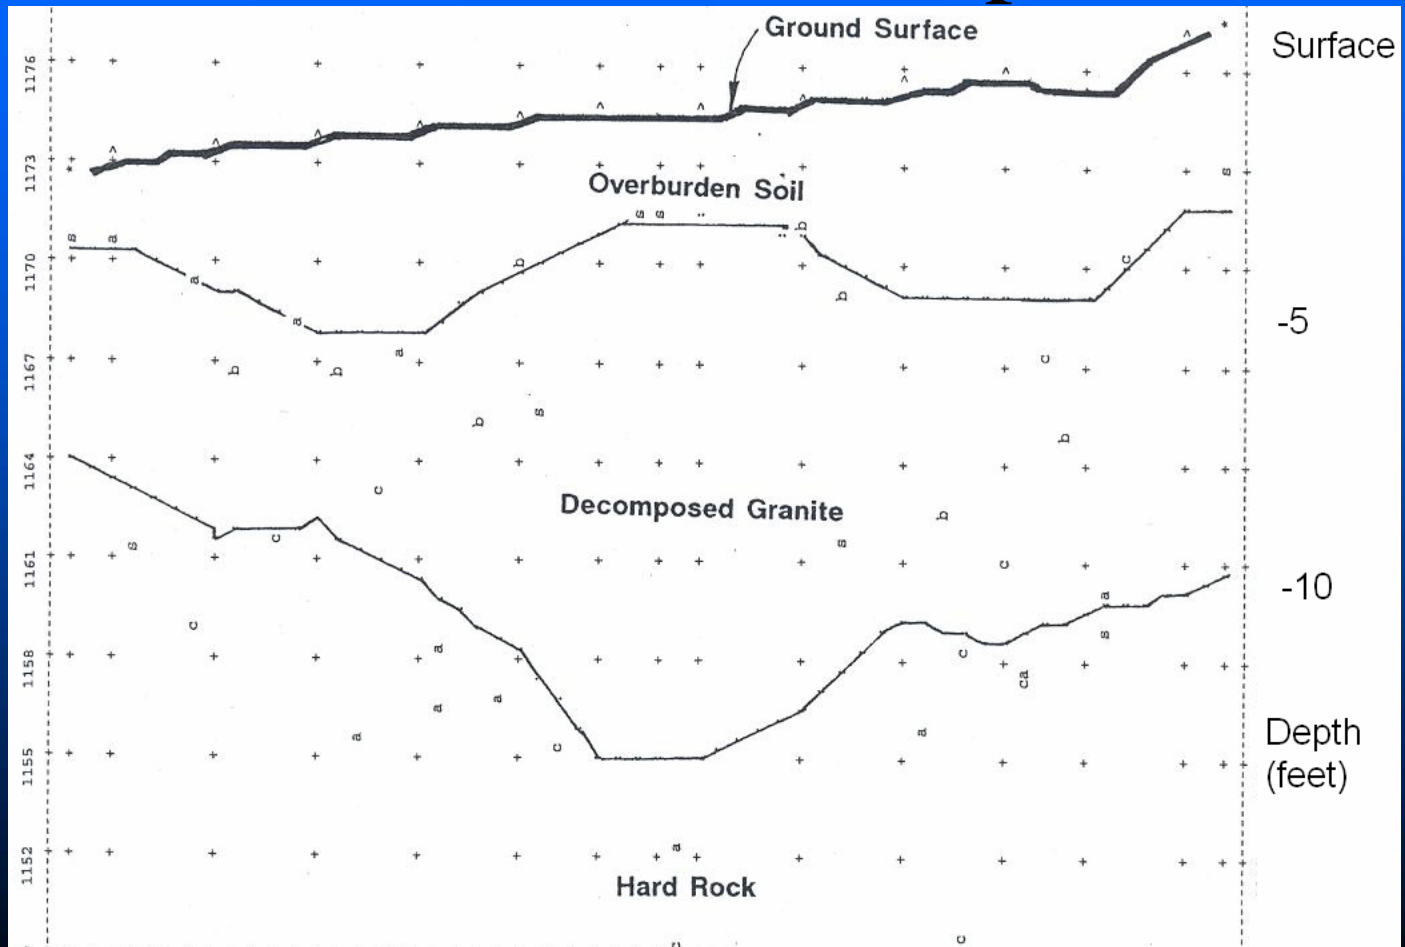 Ground Surface
Surface
1176
1173
Overburden Soil
1170
-5
1167
1164
Decomposed Granite
1161
-10
1158
Depth
(feet)
1155
1152
Hard Rock